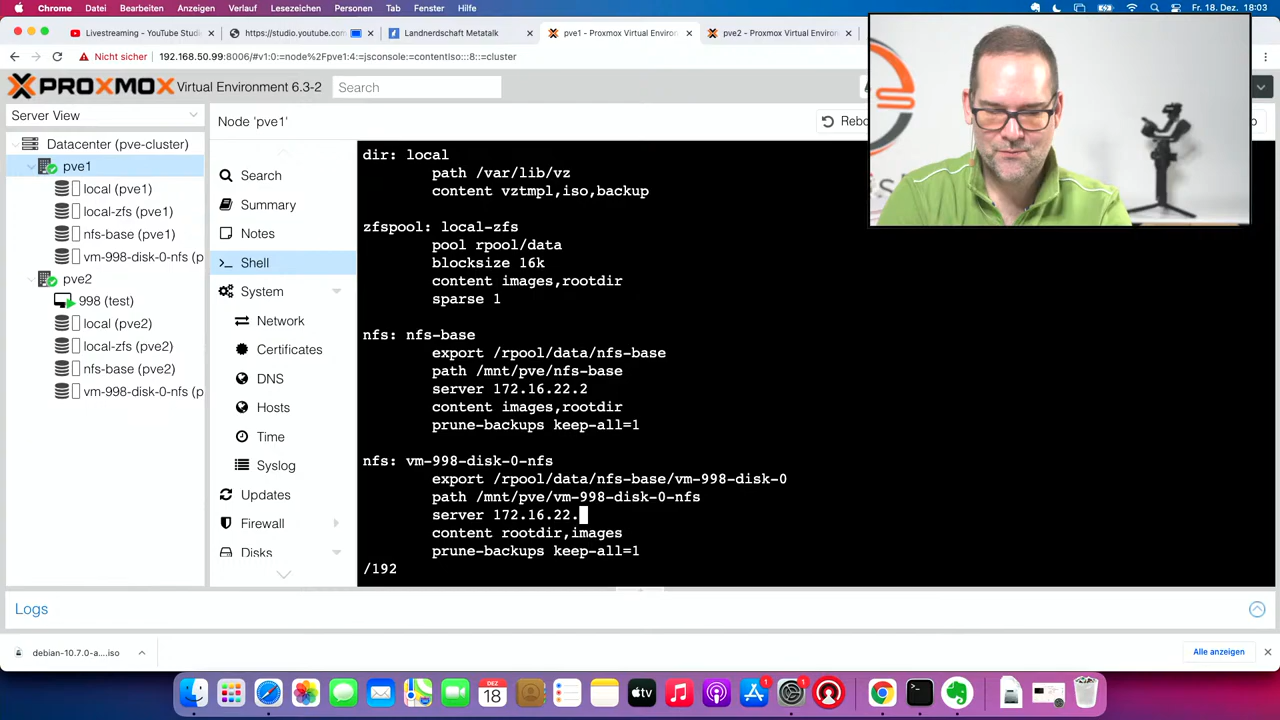 Chrome Datei Bearbeiten Anzeigen Verlauf Lesezeichen Personen Tab Fenster Hilfe Fr. 18. Dez. 18:03
Livestreaming - YouTube Stud
https://studio.youtube.com
Landnerdschaft Metatalk
pve1 - Proxmox Virtual Environ
pve2 - Proxmox Virtual Environ
Nicht sicher 192.168.50.99:8006/#v1:0:=node%2Fpve1:4:=jsconsole=contentIso:::8::=cluster
PROXMOX Virtual Environment 6.3-2 Search
Server View
Node 'pve1'
Rebo
Datacenter (pve-cluster)
pve1
local (pve1)
local-zfs (pve1)
nfs-base (pve1)
vm-998-disk-0-nfs (p
pve2
998 (test)
local (pve2)
local-zfs (pve2)
nfs-base (pve2)
vm-998-disk-0-nfs (p
Search
Summary
Notes
>_ Shell
System
Network
Certificates
DNS
Hosts
Time
Syslog
Updates
Firewall
Disks
dir: local
path /var/lib/vz
content vztmpl,iso,backup
zfspool: local-zfs
pool rpool/data
blocksize 16k
content images,rootdir
sparse 1
nfs: nfs-base
export /rpool/data/nfs-base
path /mnt/pve/nfs-base
server 172.16.22.2
content images,rootdir
prune-backups keep-all=1
nfs: vm-998-disk-0-nfs
export /rpool/data/nfs-base/vm-998-disk-0
path /mnt/pve/vm-998-disk-0-nfs
server 172.16.22.
content rootdir,images
prune-backups keep-all=1
/192
Logs
debian-10.7.0-a....iso
Alle anzeigen
DEZ
18
tv
1
1